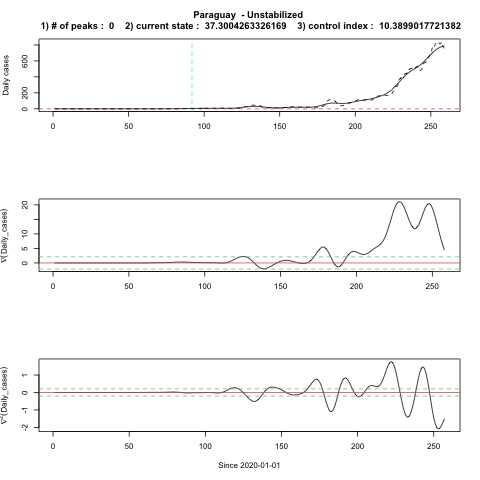 Paraguay - Unstabilized
1) # of peaks : 0 2) current state : 37.3004263326169 3) control index : 10.3899017721382
Daily cases
600
200
0
0 50 100 150 200 250
∇(Daily_cases)
20
10
5
0
0 50 100 150 200 250
∇²(Daily_cases)
1
0
-1
-2
0 50 100 150 200 250
Since 2020-01-01